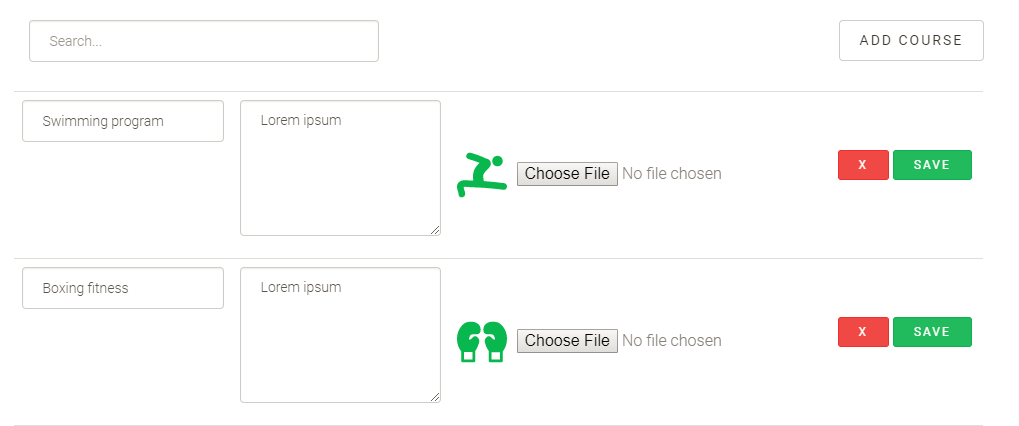 Search...
ADD COURSE
Swimming program
Lorem ipsum
Choose File No file chosen
X
SAVE
Boxing fitness
Lorem ipsum
Choose File No file chosen
X
SAVE